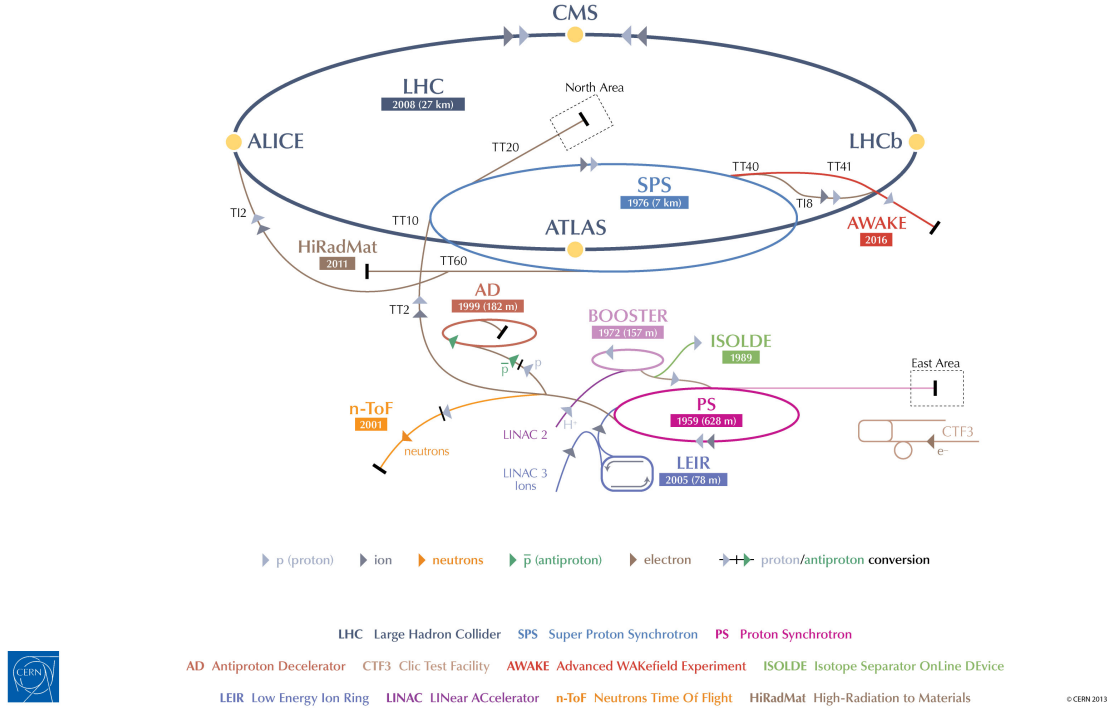 CMS
LHC
2008 (27 km)
North Area
ALICE
LHCb
TT20
TT40
TT41
SPS
1976 (7 km)
TI8
TI2
TT10
ATLAS
AWAKE
2016
HiRadMat
2011
TT60
AD
1999 (182 m)
TT2
BOOSTER
1972 (157 m)
ISOLDE
1989
p
p̅
East Area
n-ToF
2001
PS
1959 (628 m)
H⁺
LINAC 2
neutrons
CTF3
e⁻
LINAC 3
Ions
LEIR
2005 (78 m)
p (proton) ion neutrons p̅ (antiproton) electron proton/antiproton conversion
LHC Large Hadron Collider SPS Super Proton Synchrotron PS Proton Synchrotron
AD Antiproton Decelerator CTF3 Clic Test Facility AWAKE Advanced WAKefield Experiment ISOLDE Isotope Separator OnLine DEvice
LEIR Low Energy Ion Ring LINAC LINear ACcelerator n-ToF Neutrons Time Of Flight HiRadMat High-Radiation to Materials
CERN
© CERN 2013